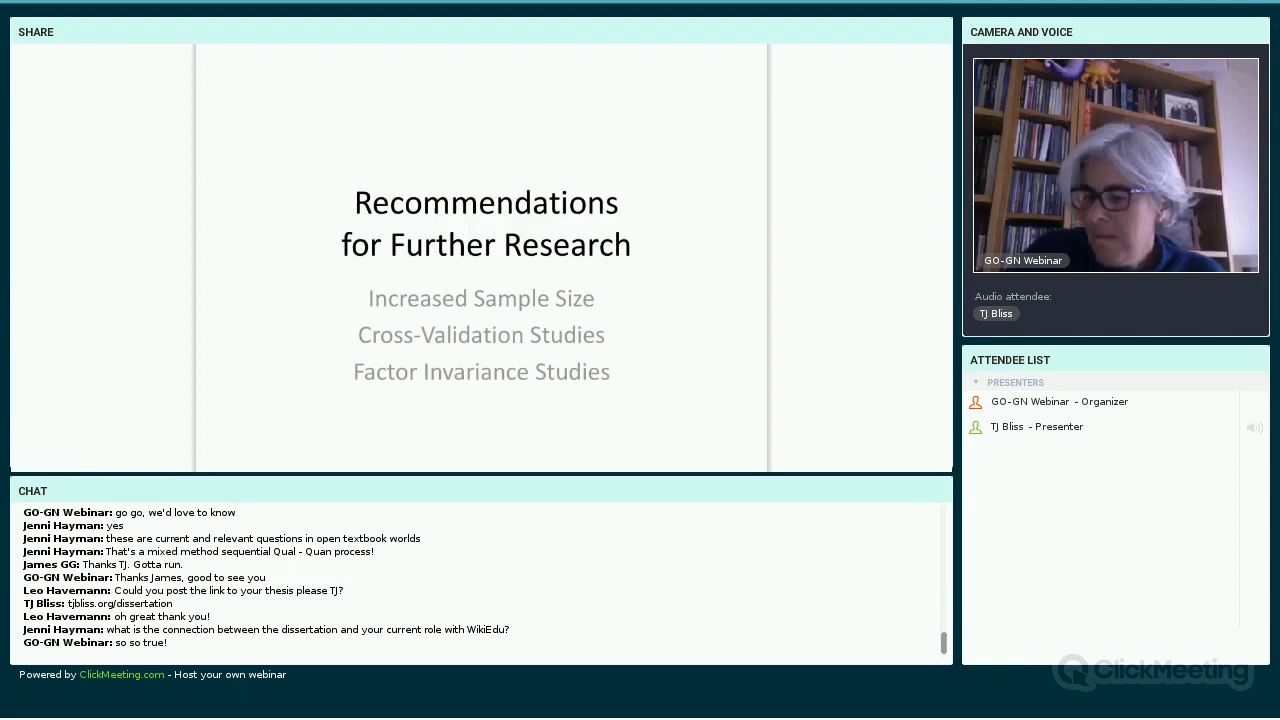 SHARE
Recommendations
for Further Research
Increased Sample Size
Cross-Validation Studies
Factor Invariance Studies
CAMERA AND VOICE
GO-GN Webinar
Audio attendee:
TJ Bliss
ATTENDEE LIST
PRESENTERS
GO-GN Webinar - Organizer
TJ Bliss - Presenter
CHAT
GO-GN Webinar: go go, we'd love to know
Jenni Hayman: yes
Jenni Hayman: these are current and relevant questions in open textbook worlds
Jenni Hayman: That's a mixed method sequential Qual - Quan process!
James GG: Thanks TJ. Gotta run.
GO-GN Webinar: Thanks James, good to see you
Leo Havemann: Could you post the link to your thesis please TJ?
TJ Bliss: tjbliss.org/dissertation
Leo Havemann: oh great thank you!
Jenni Hayman: what is the connection between the dissertation and your current role with WikiEdu?
GO-GN Webinar: so so true!
Powered by ClickMeeting.com - Host your own webinar
ClickMeeting